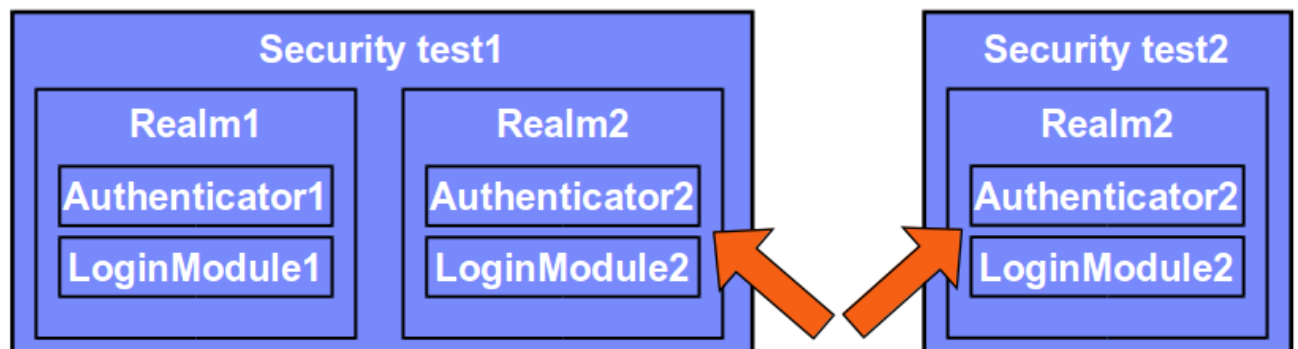 Security test1
Realm1
Authenticator1
LoginModule1
Realm2
Authenticator2
LoginModule2
Security test2
Realm2
Authenticator2
LoginModule2